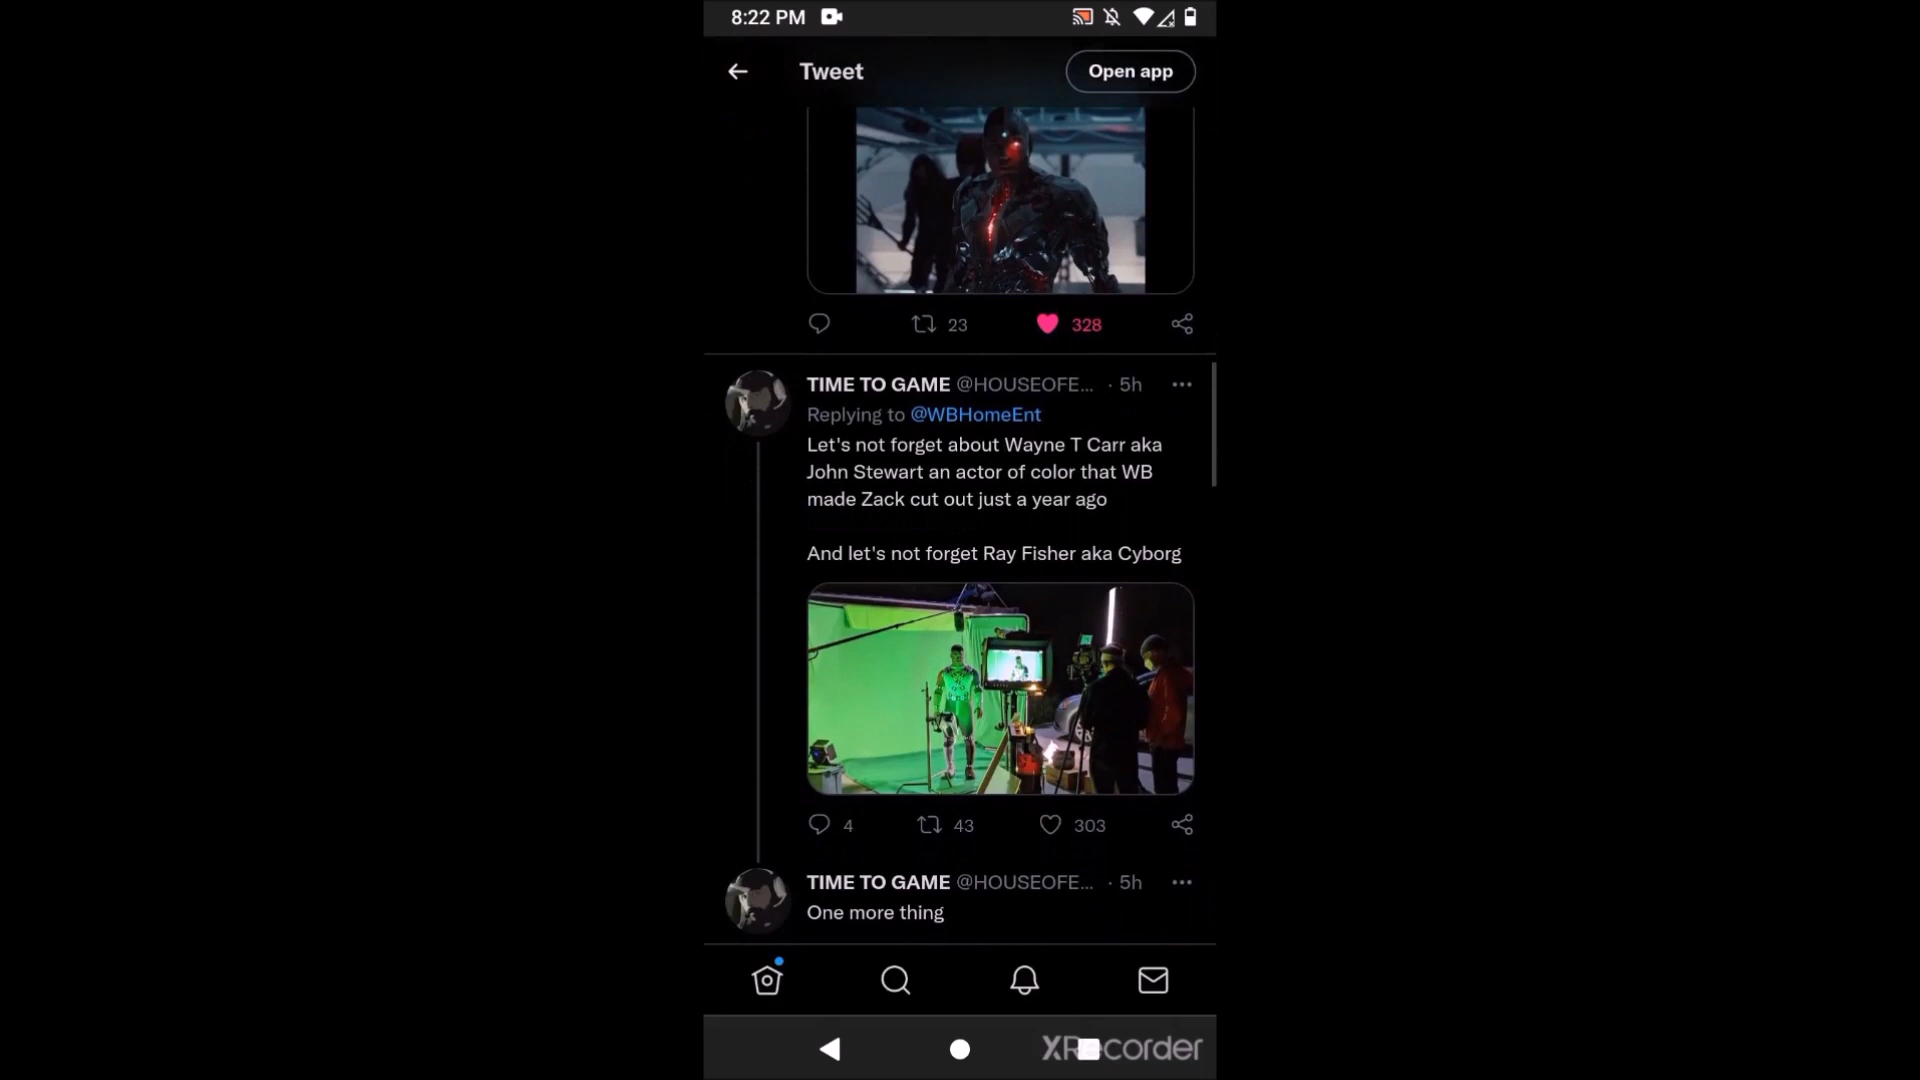 8:22 PM
Tweet
Open app
23
328
TIME TO GAME @HOUSEOFE... · 5h
Replying to @WBHomeEnt
Let's not forget about Wayne T Carr aka
John Stewart an actor of color that WB
made Zack cut out just a year ago
And let's not forget Ray Fisher aka Cyborg
4
43
303
TIME TO GAME @HOUSEOFE... · 5h
One more thing
XRecorder